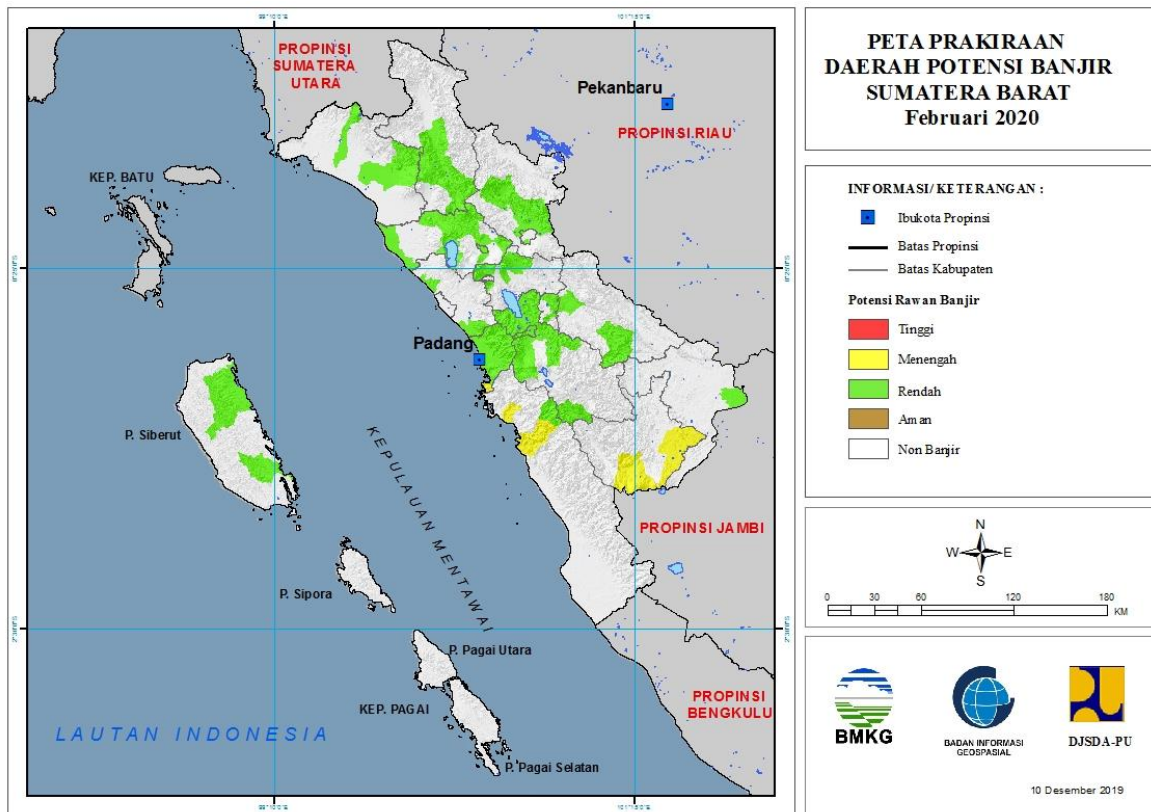 PETA PRAKIRAAN
DAERAH POTENSI BANJIR
SUMATERA BARAT
Februari 2020
INFORMASI/ KETERANGAN :
Ibukota Propinsi
Batas Propinsi
Batas Kabupaten
Potensi Rawan Banjir
Tinggi
Menengah
Rendah
Aman
Non Banjir
N
W E
S
0 30 60 120 180
KM
BMKG
BADAN INFORMASI
GEOSPASIAL
DJSDA-PU
10 Desember 2019
PROPINSI
SUMATERA
UTARA
Pekanbaru
PROPINSI RIAU
KEP. BATU
Padang
P. Siberut
KEPULAUAN MENTAWAI
PROPINSI JAMBI
P. Sipora
P. Pagai Utara
KEP. PAGAI
PROPINSI
BENGKULU
LAUTAN INDONESIA
P. Pagai Selatan